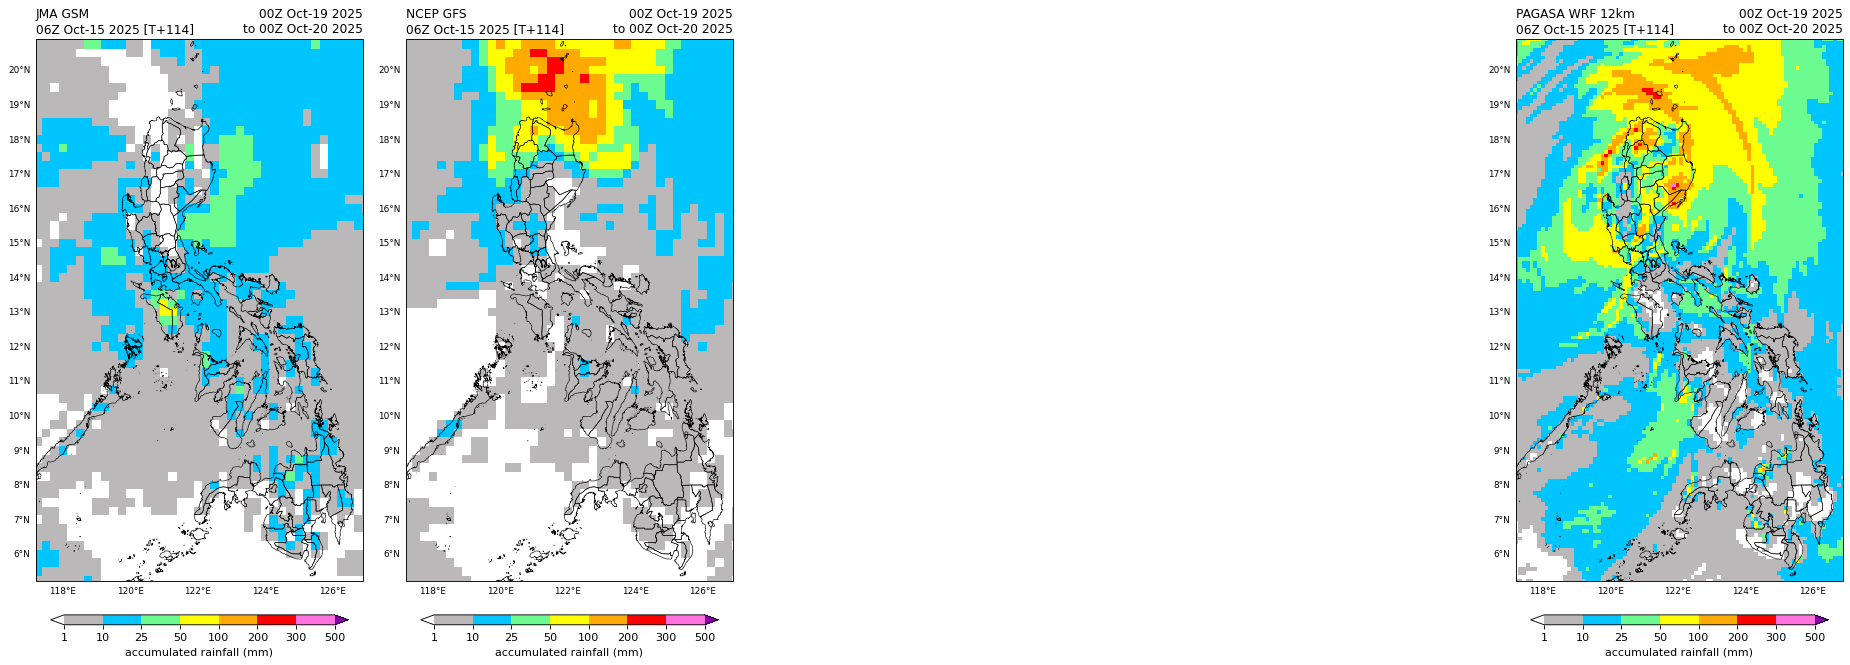 JMA GSM 00Z Oct-19 2025
06Z Oct-15 2025 [T+114] to 00Z Oct-20 2025
20°N
19°N
18°N
17°N
16°N
15°N
14°N
13°N
12°N
11°N
10°N
9°N
8°N
7°N
6°N
118°E 120°E 122°E 124°E 126°E
1 10 25 50 100 200 300 500
accumulated rainfall (mm)
NCEP GFS 00Z Oct-19 2025
06Z Oct-15 2025 [T+114] to 00Z Oct-20 2025
20°N
19°N
18°N
17°N
16°N
15°N
14°N
13°N
12°N
11°N
10°N
9°N
8°N
7°N
6°N
118°E 120°E 122°E 124°E 126°E
1 10 25 50 100 200 300 500
accumulated rainfall (mm)
PAGASA WRF 12km 00Z Oct-19 2025
06Z Oct-15 2025 [T+114] to 00Z Oct-20 2025
20°N
19°N
18°N
17°N
16°N
15°N
14°N
13°N
12°N
11°N
10°N
9°N
8°N
7°N
6°N
118°E 120°E 122°E 124°E 126°E
1 10 25 50 100 200 300 500
accumulated rainfall (mm)